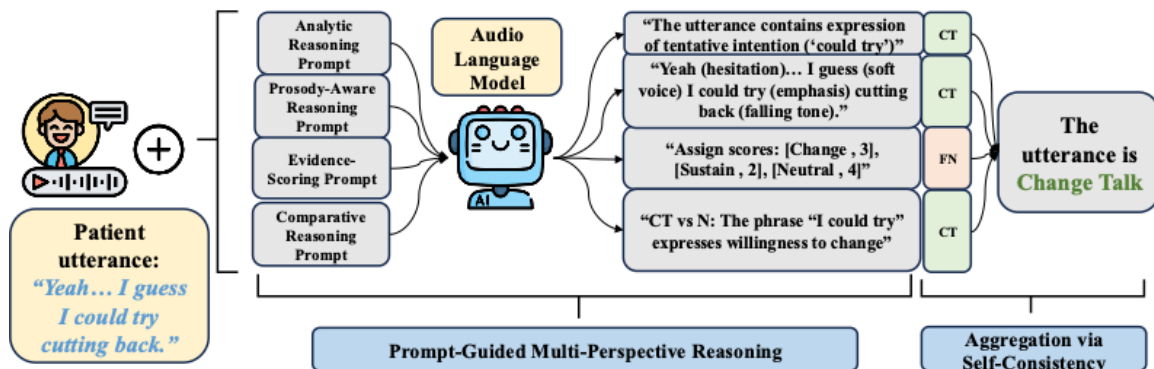 Patient
utterance:
“Yeah… I guess
I could try
cutting back.”
Analytic
Reasoning
Prompt
Prosody-Aware
Reasoning
Prompt
Evidence-
Scoring Prompt
Comparative
Reasoning
Prompt
Audio
Language
Model
AI
“The utterance contains expression
of tentative intention (‘could try’)”
CT
“Yeah (hesitation)… I guess (soft
voice) I could try (emphasis) cutting
back (falling tone).”
CT
“Assign scores: [Change , 3],
[Sustain , 2], [Neutral , 4]”
FN
“CT vs N: The phrase “I could try”
expresses willingness to change”
CT
The
utterance is
Change Talk
Prompt-Guided Multi-Perspective Reasoning
Aggregation via
Self-Consistency